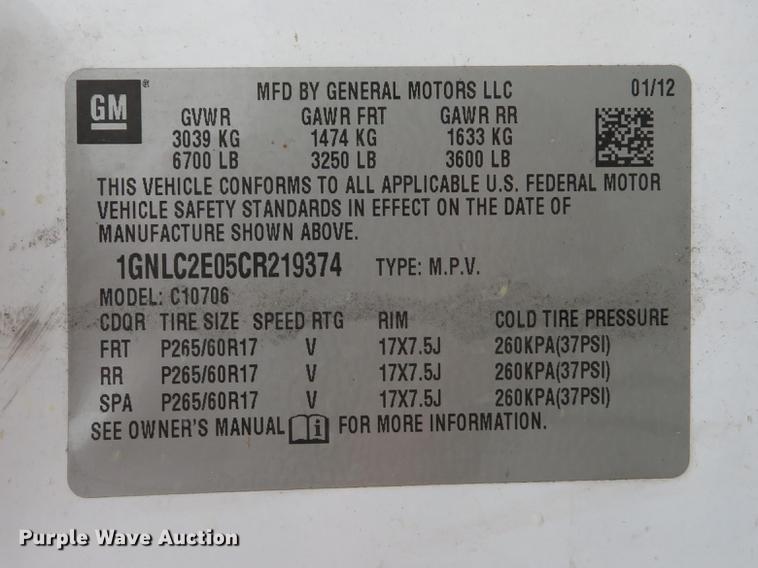 GM® MFD BY GENERAL MOTORS LLC 01/12
GVWR GAWR FRT GAWR RR
3039 KG 1474 KG 1633 KG
6700 LB 3250 LB 3600 LB
THIS VEHICLE CONFORMS TO ALL APPLICABLE U.S. FEDERAL MOTOR
VEHICLE SAFETY STANDARDS IN EFFECT ON THE DATE OF
MANUFACTURE SHOWN ABOVE.
1GNLC2E05CR219374 TYPE: M.P.V.
MODEL: C10706
CDQR TIRE SIZE SPEED RTG RIM COLD TIRE PRESSURE
FRT P265/60R17 V 17X7.5J 260KPA(37PSI)
RR P265/60R17 V 17X7.5J 260KPA(37PSI)
SPA P265/60R17 V 17X7.5J 260KPA(37PSI)
SEE OWNER'S MANUAL i FOR MORE INFORMATION.
Purple Wave Auction